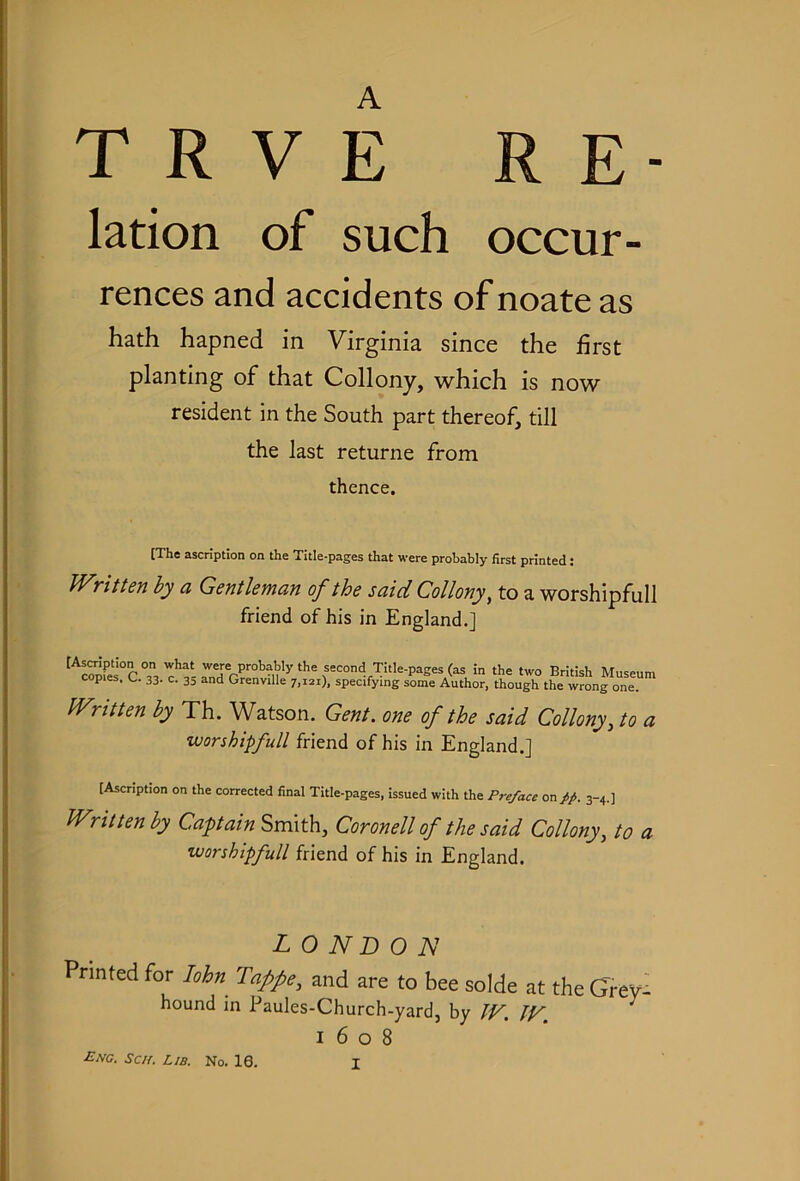 A
TRVE RE-
lation of such occur-
rences and accidents of noate as
hath hapned in Virginia since the first
planting of that Collony, which is now
resident in the South part thereof, till
the last returne from
thence.
[The ascription on the Title-pages that were probably first printed:
Written by a Gentleman of the said Collony, to a worshipfull
friend of his in England.]
[Ascription on what were probably the second Title-pages (as in the two British Museum
copies, C. 33. c. 35 and Grenville 7,121), specifying some Author, though the wrong one.
Written by Th. Watson. Gent. one of the said Collony, to a
worshipfull friend of his in England.]
[Ascription on the corrected final Title-pages, issued with the Preface on pp. 3-4.]
Written by Captain Smith, Coronell of the said Collony, to a
worshipfull friend of his in England.
LONDON
Printed for Iohn Tappe, and are to bee solde at the Grey-
hound in Paules-Church-yard, by W. W.
1608
ENG. SCH. LIB. No. 16. 1